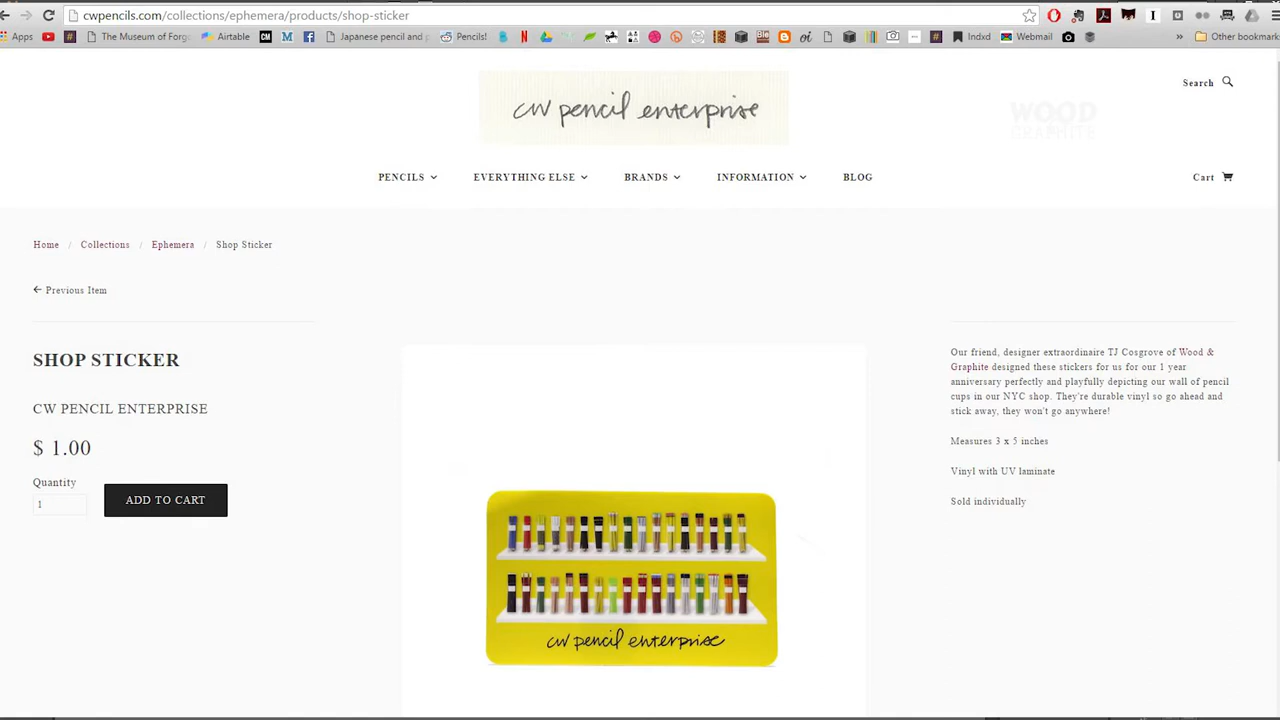 cwpencils.com/collections/ephemera/products/shop-sticker
Apps
The Museum of Forgo
Airtable
CW
Japanese pencil and p
Pencils!
Indxd
Webmail
Other bookmark
cw pencil enterprise
Search
WOOD
GRAPHITE
PENCILS
EVERYTHING ELSE
BRANDS
INFORMATION
BLOG
Cart
Home / Collections / Ephemera / Shop Sticker
Previous Item
SHOP STICKER
CW PENCIL ENTERPRISE
$ 1.00
Quantity
1
ADD TO CART
Our friend, designer extraordinaire TJ Cosgrove of Wood &
Graphite designed these stickers for us for our 1 year
anniversary perfectly and playfully depicting our wall of pencil
cups in our NYC shop. They're durable vinyl so go ahead and
stick away, they won't go anywhere!
Measures 3 x 5 inches
Vinyl with UV laminate
Sold individually
cw pencil enterprise